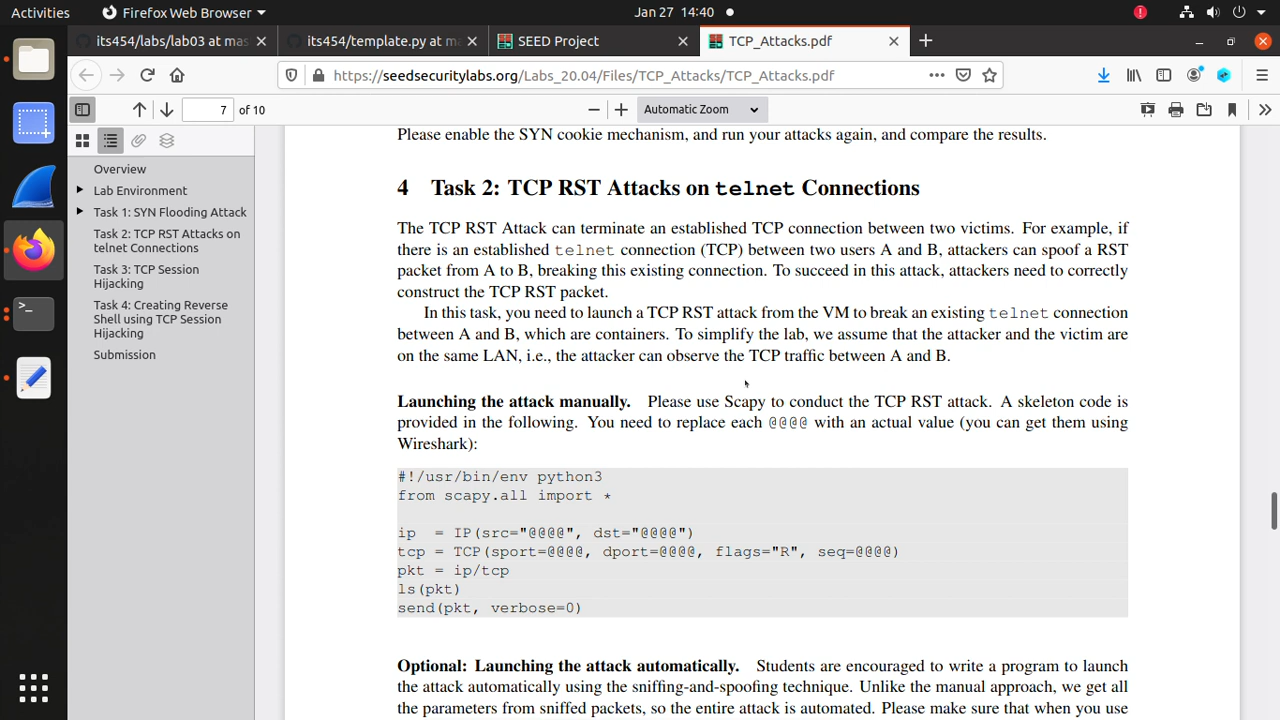 Activities
Firefox Web Browser
Jan 27 14:40
its454/labs/lab03 at mas
its454/template.py at m
SEED Project
TCP_Attacks.pdf
https://seedsecuritylabs.org/Labs_20.04/Files/TCP_Attacks/TCP_Attacks.pdf
7 of 10
Automatic Zoom
Overview
Lab Environment
Task 1: SYN Flooding Attack
Task 2: TCP RST Attacks on
telnet Connections
Task 3: TCP Session
Hijacking
Task 4: Creating Reverse
Shell using TCP Session
Hijacking
Submission
Please enable the SYN cookie mechanism, and run your attacks again, and compare the results.
4 Task 2: TCP RST Attacks on telnet Connections
The TCP RST Attack can terminate an established TCP connection between two victims. For example, if
there is an established telnet connection (TCP) between two users A and B, attackers can spoof a RST
packet from A to B, breaking this existing connection. To succeed in this attack, attackers need to correctly
construct the TCP RST packet.
In this task, you need to launch a TCP RST attack from the VM to break an existing telnet connection
between A and B, which are containers. To simplify the lab, we assume that the attacker and the victim are
on the same LAN, i.e., the attacker can observe the TCP traffic between A and B.
Launching the attack manually. Please use Scapy to conduct the TCP RST attack. A skeleton code is
provided in the following. You need to replace each @@@@ with an actual value (you can get them using
Wireshark):
#!/usr/bin/env python3
from scapy.all import *
ip = IP(src="@@@@", dst="@@@@")
tcp = TCP(sport=@@@@, dport=@@@@, flags="R", seq=@@@@)
pkt = ip/tcp
ls(pkt)
send(pkt, verbose=0)
Optional: Launching the attack automatically. Students are encouraged to write a program to launch
the attack automatically using the sniffing-and-spoofing technique. Unlike the manual approach, we get all
the parameters from sniffed packets, so the entire attack is automated. Please make sure that when you use